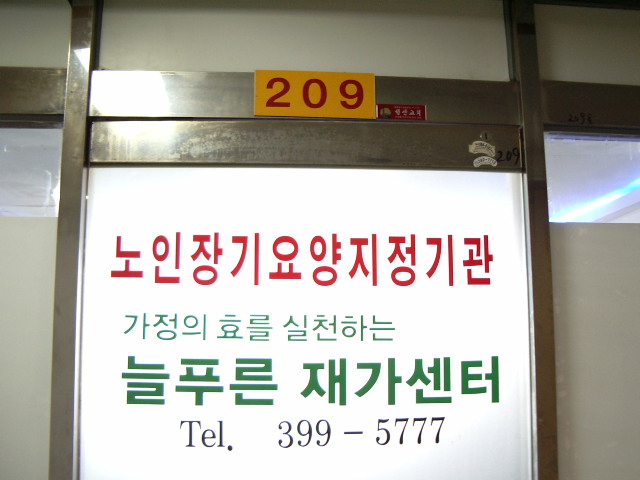 209
209
노인장기요양지정기관
가정의 효를 실천하는
늘푸른 재가센터
Tel. 399-5777